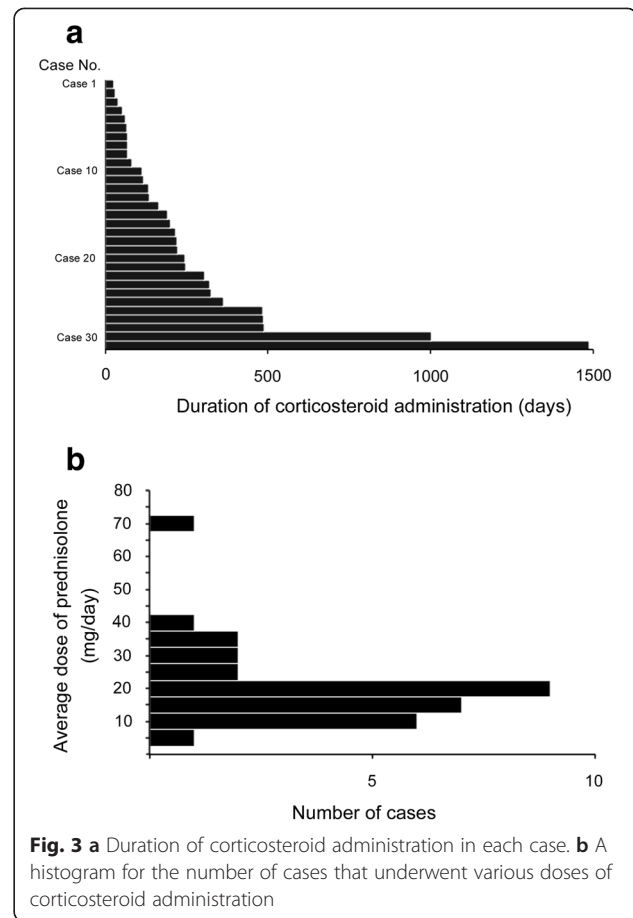 a
Case No.
Case 1
Case 10
Case 20
Case 30
0 500 1000 1500
Duration of corticosteroid administration (days)
b
Average dose of prednisolone
(mg/day)
80
70
60
50
40
30
20
10
5 10
Number of cases
Fig. 3 a Duration of corticosteroid administration in each case. b A
histogram for the number of cases that underwent various doses of
corticosteroid administration